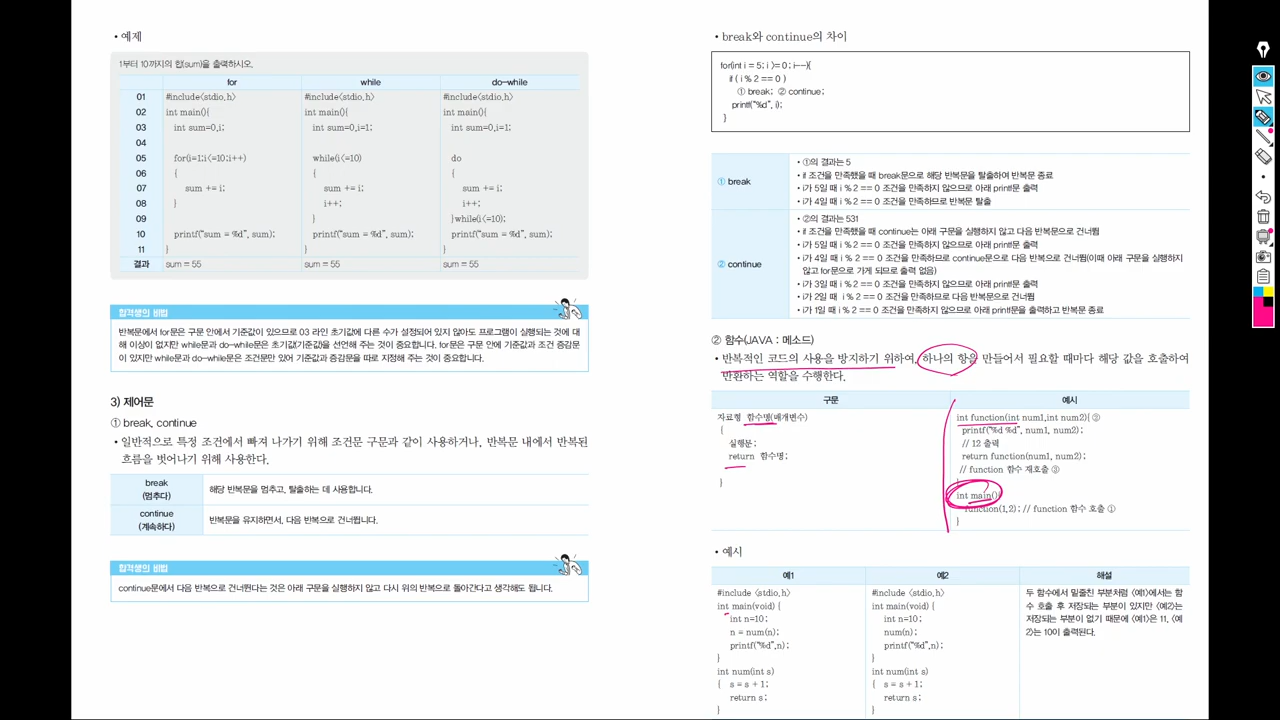 • 예제
1부터 10까지의 합(sum)을 출력하시오.
for while do-while
01 #include<stdio.h> #include<stdio.h> #include<stdio.h>
02 int main(){ int main(){ int main(){
03 int sum=0,i; int sum=0,i=1; int sum=0,i=1;
04
05 for(i=1;i<=10;i++) while(i<=10) do
06 { { {
07 sum += i; sum += i; sum += i;
08 } i++; i++;
09 } }while(i<=10);
10 printf("sum = %d", sum); printf("sum = %d", sum); printf("sum = %d", sum);
11 } } }
결과 sum = 55 sum = 55 sum = 55
합격생의 비법
반복문에서 for문은 구문 안에서 기준값이 있으므로 03 라인 초기값에 다른 수가 설정되어 있지 않아도 프로그램이 실행되는 것에 대
해 이상이 없지만 while문과 do-while문은 초기값(기준값)을 선언해 주는 것이 중요합니다. for문은 구문 안에 기준값과 조건 증감문
이 있지만 while문과 do-while문은 조건문만 있어 기준값과 증감문을 따로 지정해 주는 것이 중요합니다.
3) 제어문
① break, continue
• 일반적으로 특정 조건에서 빠져 나가기 위해 조건문 구문과 같이 사용하거나, 반복문 내에서 반복된
흐름을 벗어나기 위해 사용한다.
break
(멈추다)
해당 반복문을 멈추고, 탈출하는 데 사용합니다.
continue
(계속하다)
반복문을 유지하면서, 다음 반복으로 건너뜁니다.
합격생의 비법
continue문에서 다음 반복으로 건너뛴다는 것은 아래 구문을 실행하지 않고 다시 위의 반복으로 돌아간다고 생각해도 됩니다.
• break와 continue의 차이
for(int i = 5; i >= 0 ; i--){
if ( i % 2 == 0 )
① break; ② continue;
printf("%d", i);
}
① break
• ①의 결과는 5
• if 조건을 만족했을 때 break문으로 해당 반복문을 탈출하여 반복문 종료
• i가 5일 때 i % 2 == 0 조건을 만족하지 않으므로 아래 print문 출력
• i가 4일 때 i % 2 == 0 조건을 만족하므로 반복문 탈출
② continue
• ②의 결과는 531
• if 조건을 만족했을 때 continue는 아래 구문을 실행하지 않고 다음 반복문으로 건너뜀
• i가 5일 때 i % 2 == 0 조건을 만족하지 않으므로 아래 print문 출력
• i가 4일 때 i % 2 == 0 조건을 만족하므로 continue문으로 다음 반복으로 건너뜀(이때 아래 구문을 실행하지
않고 for문으로 가게 되므로 출력 없음)
• i가 3일 때 i % 2 == 0 조건을 만족하지 않으므로 아래 print문 출력
• i가 2일 때 i % 2 == 0 조건을 만족하므로 다음 반복문으로 건너뜀
• i가 1일 때 i % 2 == 0 조건을 만족하지 않으므로 아래 print문을 출력하고 반복문 종료
② 함수(JAVA : 메소드)
• 반복적인 코드의 사용을 방지하기 위하여, 하나의 항을 만들어서 필요할 때마다 해당 값을 호출하여
반환하는 역할을 수행한다.
구문 예시
자료형 함수명(매개변수)
{
실행문;
return 함수명;
}
int function(int num1,int num2){ ②
printf("%d %d", num1, num2);
// 12 출력
return function(num1, num2);
// function 함수 재호출 ③
int main(){
function(1,2); // function 함수 호출 ①
}
• 예시
예1 예2 해설
#include <stdio.h>
int main(void) {
int n=10;
n = num(n);
printf("%d",n);
}
int num(int s)
{ s = s + 1;
return s;
}
#include <stdio.h>
int main(void) {
int n=10;
num(n);
printf("%d",n);
}
int num(int s)
{ s = s + 1;
return s;
}
두 함수에서 밑줄친 부분처럼 <예1>에서는 함
수 호출 후 저장되는 부분이 있지만 <예2>는
저장되는 부분이 없기 때문에 <예1>은 11, <예
2>는 10이 출력된다.